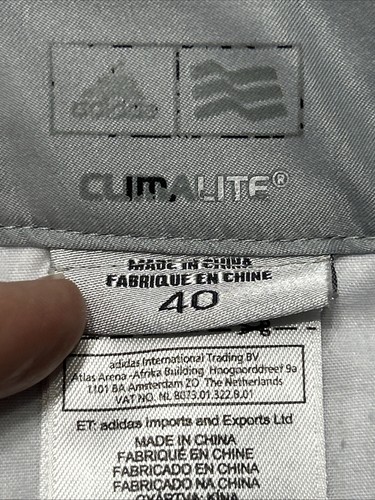 adidas
CLIMALITE®
MADE IN CHINA
FABRIQUE EN CHINE
40
adidas International Trading BV
Atlas Arena - Afrika Building Hoogoorddreef 9a
1101 BA Amsterdam ZO The Netherlands
VAT NO. NL 8073.01.322.B.01
ET: adidas Imports and Exports Ltd
MADE IN CHINA
FABRIQUÉ EN CHINE
FABRICADO EN CHINA
FABRICADO NA CHINA